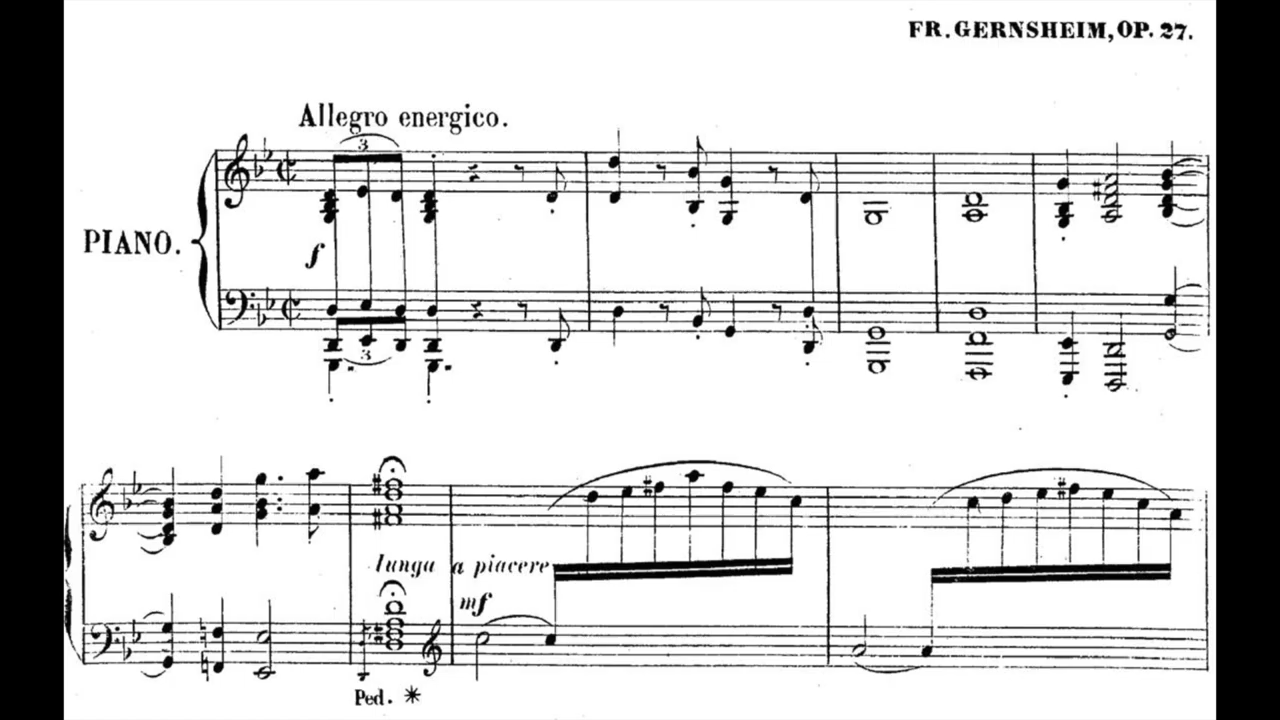 FR. GERNSHEIM, OP. 27.
Allegro energico.
3
PIANO.
f
3
lunga a piacere
mf
Ped. *